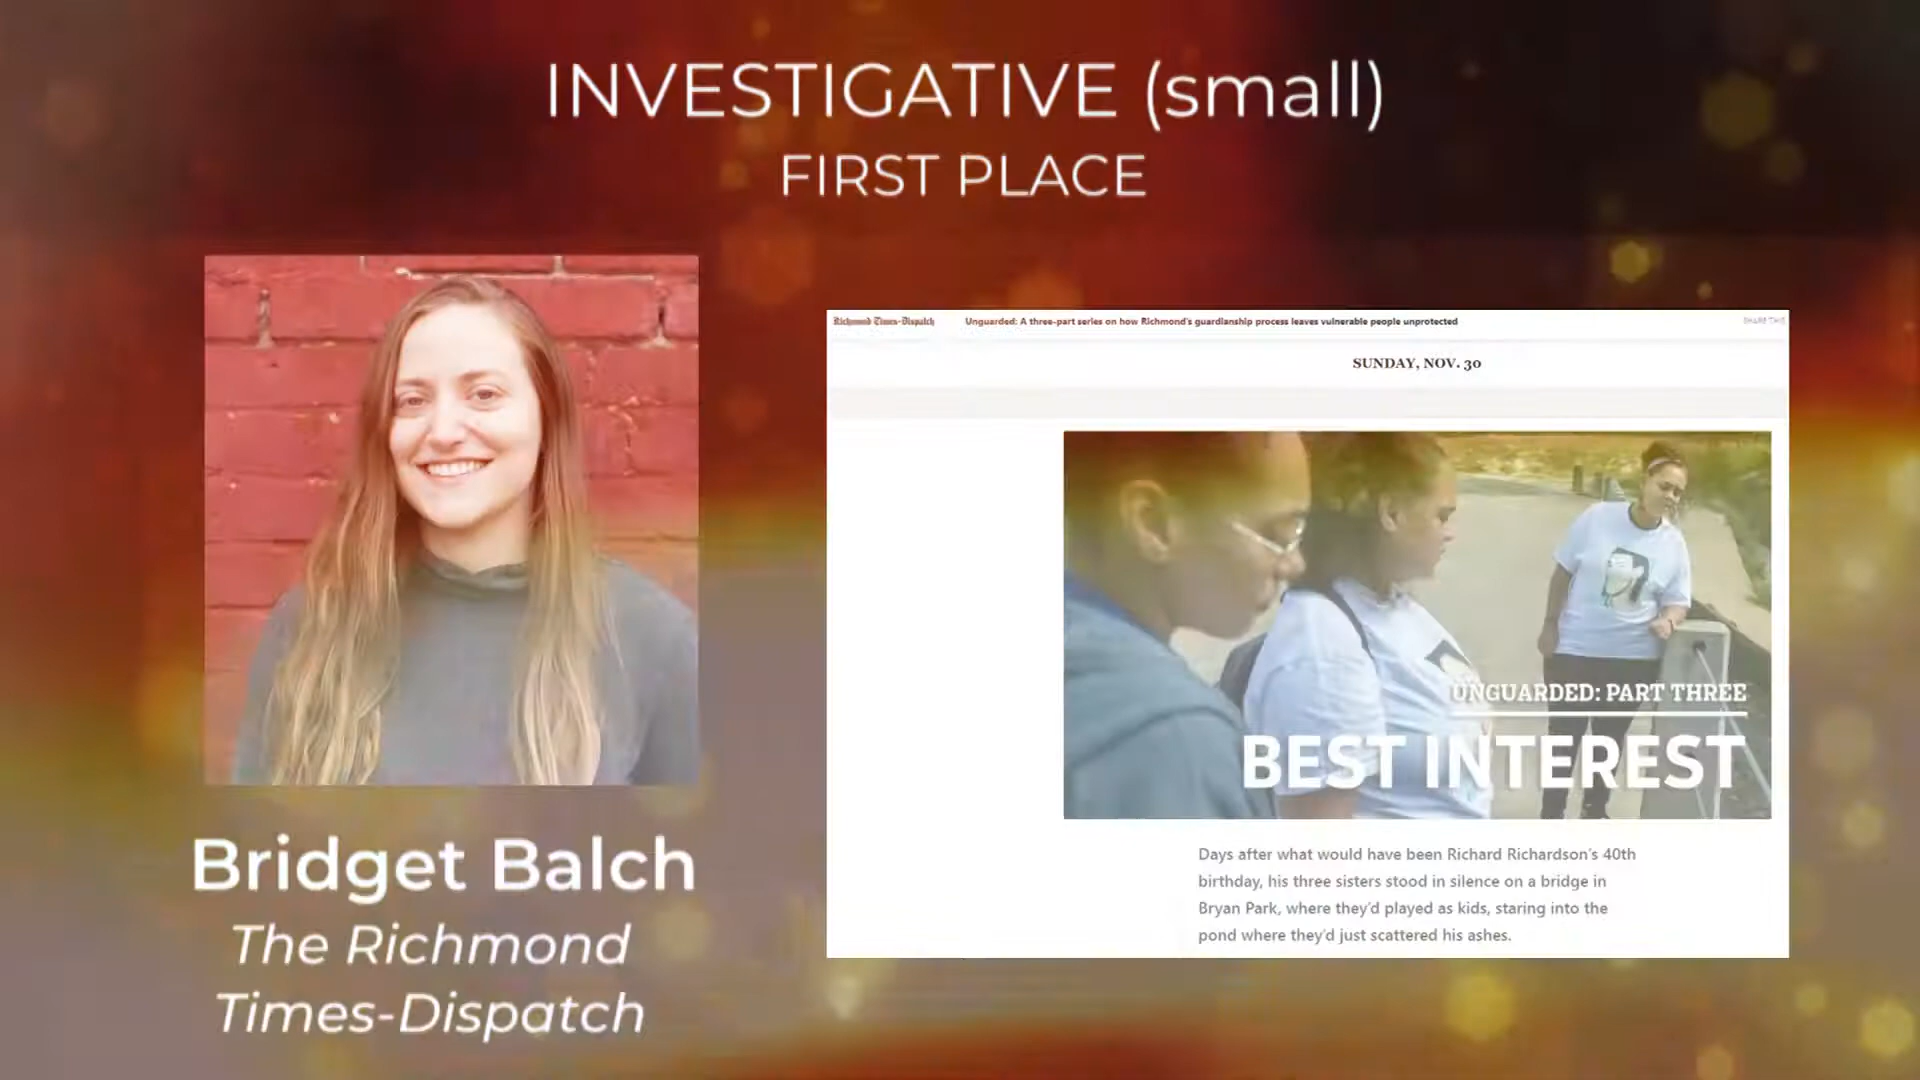 INVESTIGATIVE (small)
FIRST PLACE
Bridget Balch
The Richmond
Times-Dispatch
Richmond Times-Dispatch
Unguarded: A three-part series on how Richmond's guardianship process leaves vulnerable people unprotected
SHARE THIS
SUNDAY, NOV. 30
UNGUARDED: PART THREE
BEST INTEREST
Days after what would have been Richard Richardson's 40th
birthday, his three sisters stood in silence on a bridge in
Bryan Park, where they'd played as kids, staring into the
pond where they'd just scattered his ashes.